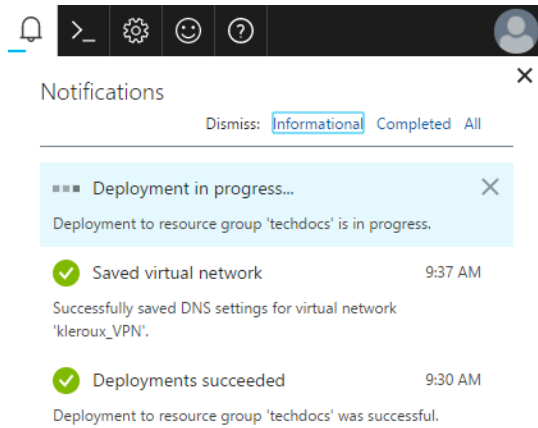 Notifications
Dismiss: Informational Completed All
Deployment in progress...
Deployment to resource group 'techdocs' is in progress.
Saved virtual network 9:37 AM
Successfully saved DNS settings for virtual network
'kleroux_VPN'.
Deployments succeeded 9:30 AM
Deployment to resource group 'techdocs' was successful.